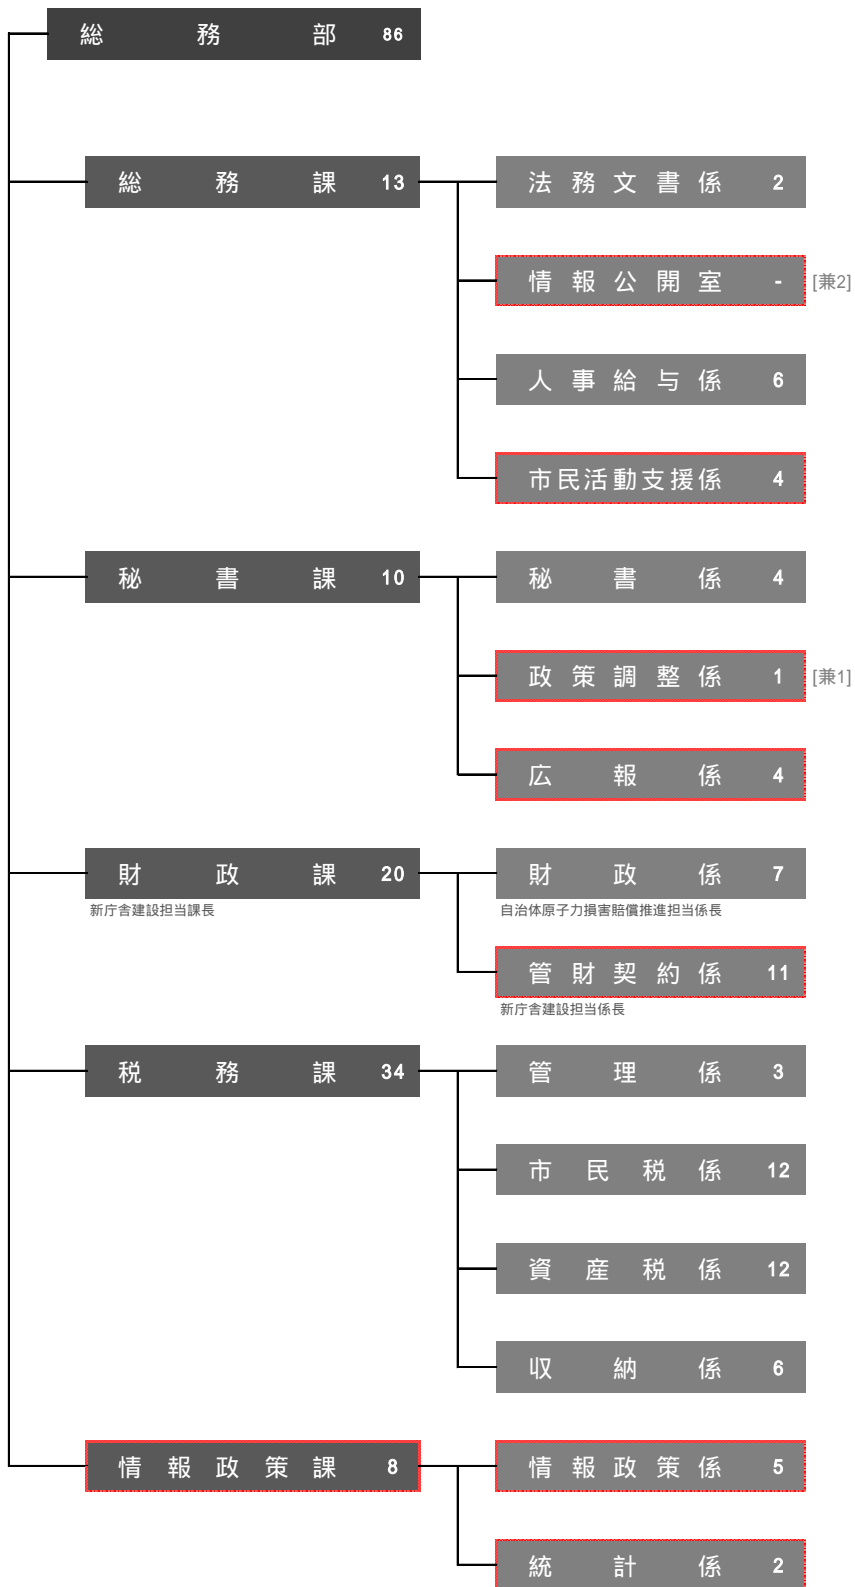 総務部 86
総務課 13
法務文書係 2
情報公開室 - [兼2]
人事給与係 6
市民活動支援係 4
秘書課 10
秘書係 4
政策調整係 1 [兼1]
広報係 4
財政課 20
新庁舎建設担当課長
財政係 7
自治体原子力損害賠償推進担当係長
管財契約係 11
新庁舎建設担当係長
税務課 34
管理係 3
市民税係 12
資産税係 12
収納係 6
情報政策課 8
情報政策係 5
統計係 2